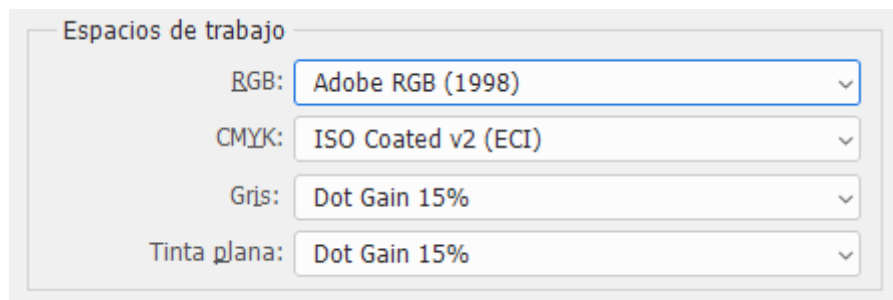 Espacios de trabajo
RGB: Adobe RGB (1998)
CMYK: ISO Coated v2 (ECI)
Gris: Dot Gain 15%
Tinta plana: Dot Gain 15%